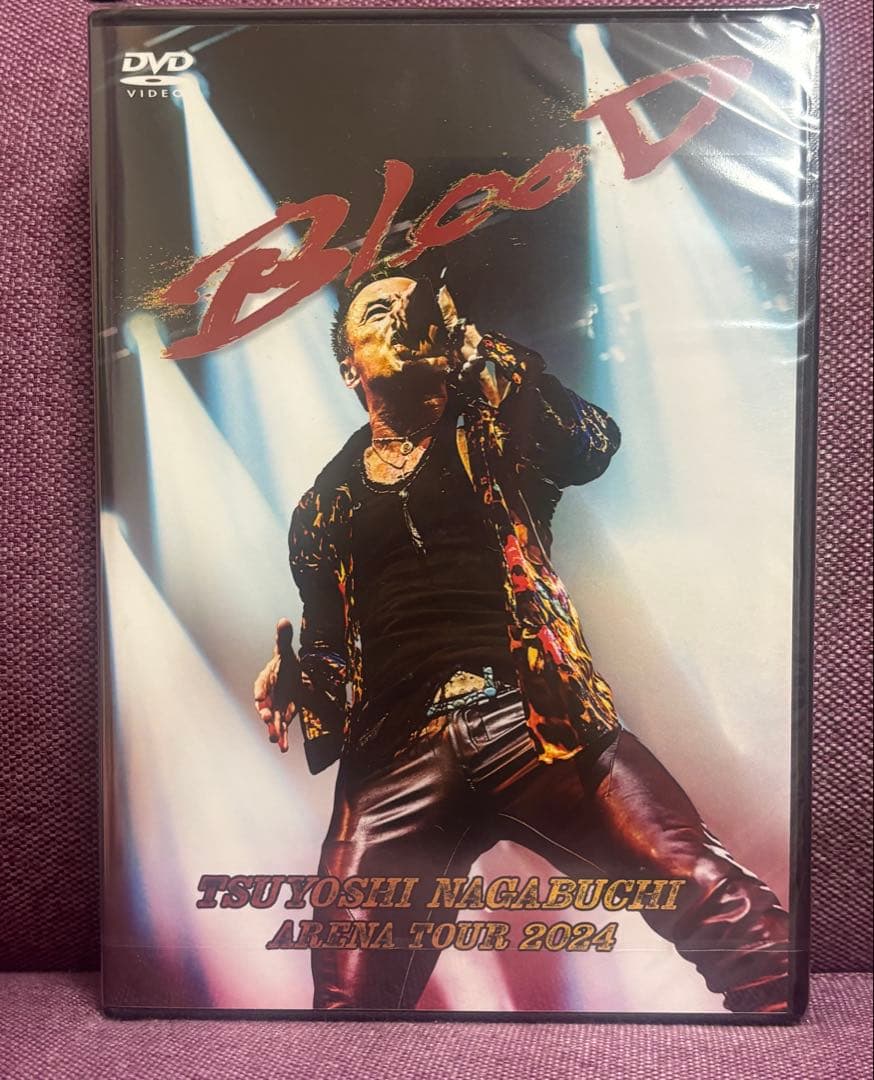 DVD
VIDEO
BLOOD
TSUYOSHI NAGABUCHI
ARENA TOUR 2024